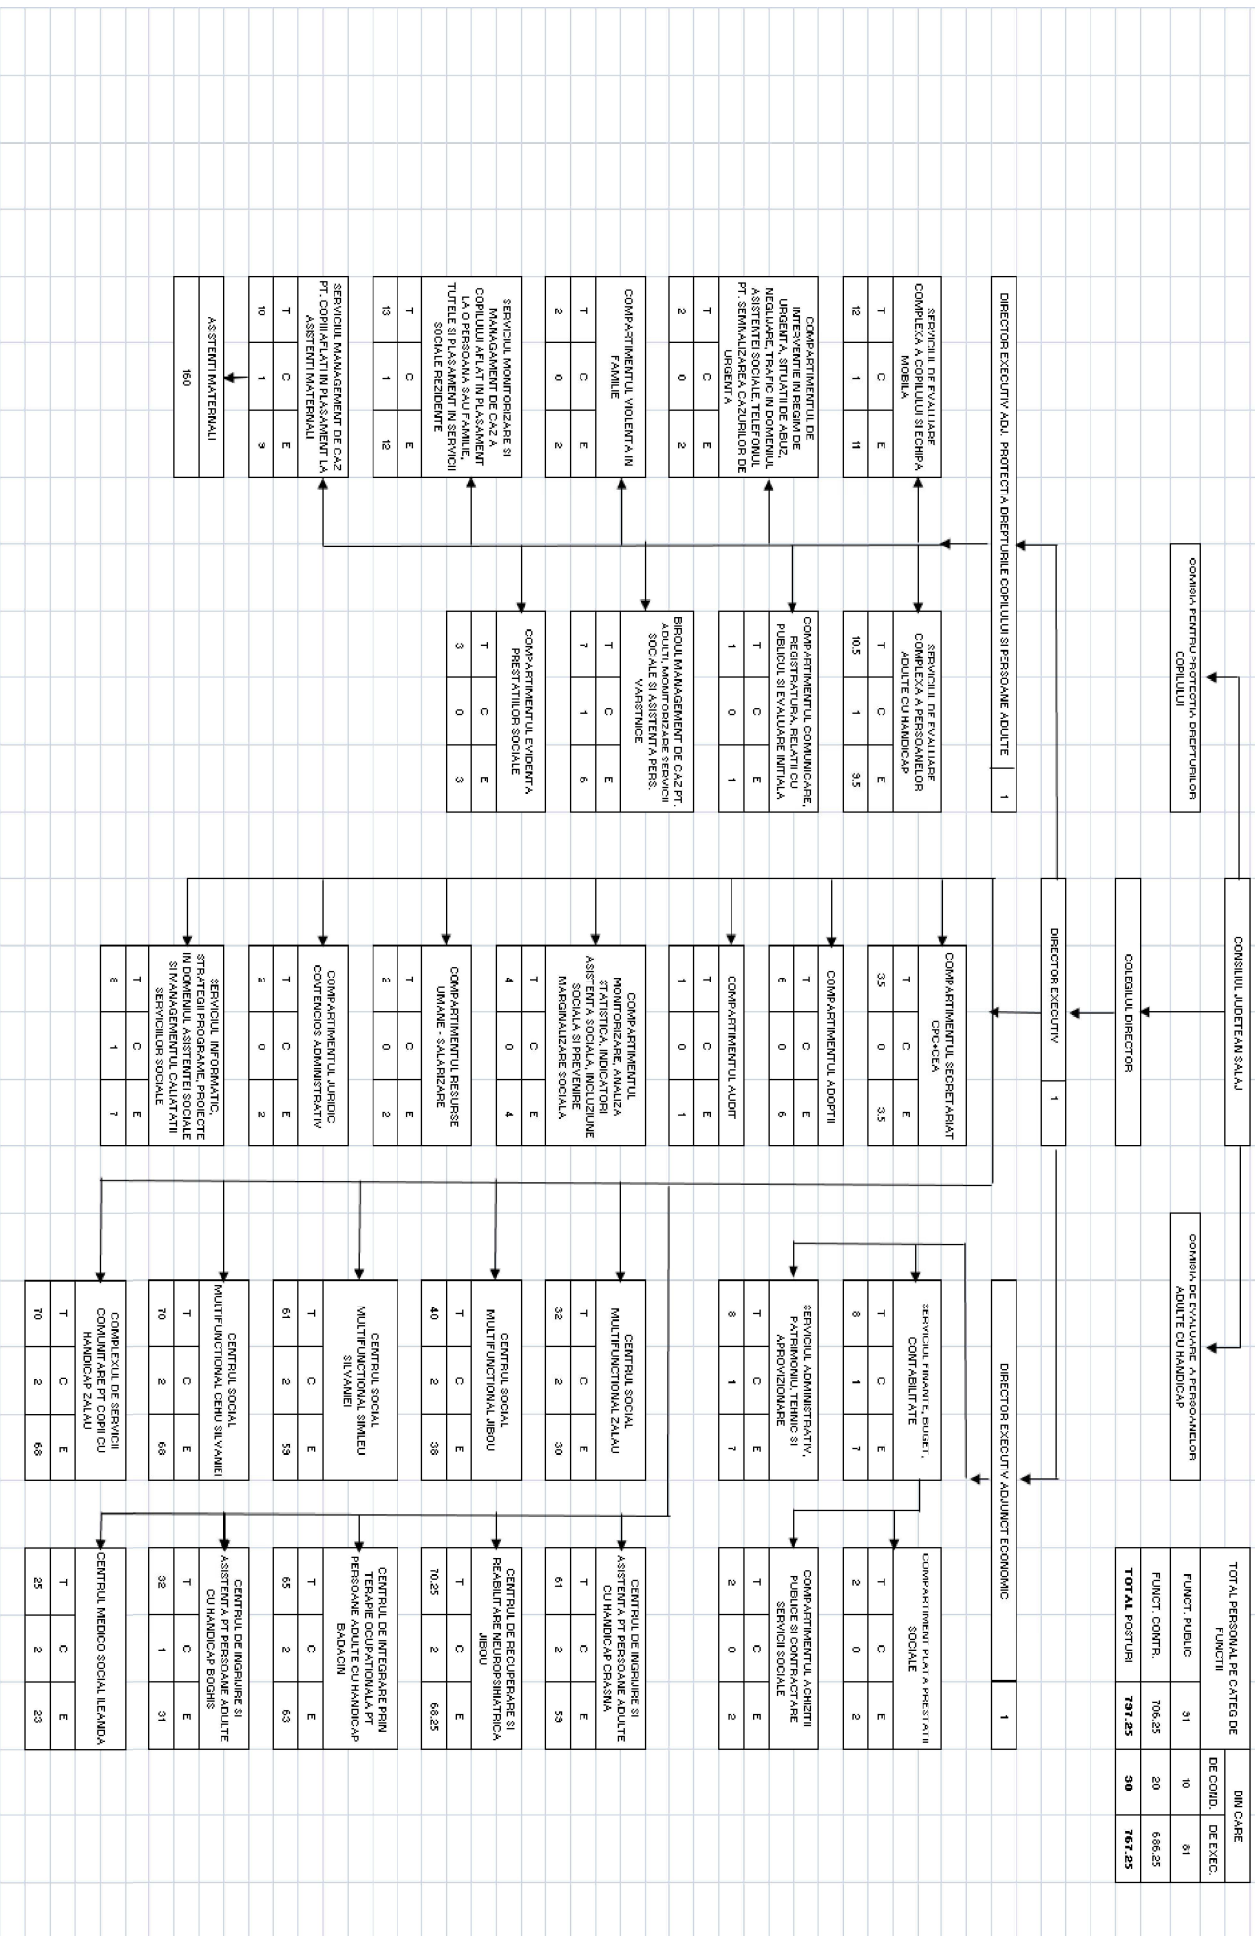 CONSILIUL JUDETEAN SALAJ
COMISIA PENTRU PROTECTIA DREPTURILOR
COPILULUI
COLEGIUL DIRECTOR
COMISIA DE EVALUARE A PERSOANELOR
ADULTE CU HANDICAP
TOTAL PERSONAL PE CATEG DE
FUNCTII
DIN CARE
DE COND. DE EXEC.
FUNCT. PUBLIC 91 10 81
FUNCT. CONTR. 706.25 20 686.25
TOTAL POSTURI 797.25 30 767.25
DIRECTOR EXECUTIV 1
DIRECTOR EXECUTIV ADJ. PROTECTIA DREPTURILE COPILULUI SI PERSOANE ADULTE 1
DIRECTOR EXECUTIV ADJUNCT ECONOMIC 1
SERVICIUL DE EVALUARE
COMPLEXA A COPILULUI SI ECHIPA
MOBILA
T C E
12 1 11
COMPARTIMENTUL DE
INTERVENTIE IN REGIM DE
URGENTA, SITUATII DE ABUZ,
NEGLIJARE, TRAFIC IN DOMENIUL
ASISTENTEI SOCIALE, TELEFONUL
PT. SEMNALIZAREA CAZURILOR DE
URGENTA
T C E
2 0 2
COMPARTIMENTUL VIOLENTA IN
FAMILIE
T C E
2 0 2
SERVICIUL MONITORIZARE SI
MANAGEMENT DE CAZ A
COPILULUI AFLAT IN PLASAMENT
LA O PERSOANA SAU FAMILIE,
TUTELE SI PLASAMENT IN SERVICII
SOCIALE REZIDENTE
T C E
13 1 12
SERVICIUL MANAGEMENT DE CAZ
PT. COPIII AFLATI IN PLASAMENT LA
ASISTENTI MATERNALI
T C E
10 1 9
ASISTENTI MATERNALI
160
SERVICIUL DE EVALUARE
COMPLEXA A PERSOANELOR
ADULTE CU HANDICAP
T C E
10.5 1 9.5
COMPARTIMENTUL COMUNICARE,
REGISTRATURA, RELATII CU
PUBLICUL SI EVALUARE INITIALA
T C E
1 0 1
BIROUL MANAGEMENT DE CAZ PT.
ADULTI, MONITORIZARE SERVICII
SOCIALE SI ASISTENTA PERS.
VARSTNICE
T C E
7 1 6
COMPARTIMENTUL EVIDENTA
PRESTATIILOR SOCIALE
T C E
3 0 3
COMPARTIMENTUL SECRETARIAT
CPC+CEA
T C E
3.5 0 3.5
COMPARTIMENTUL ADOPTII
T C E
6 0 6
COMPARTIMENTUL AUDIT
T C E
1 0 1
COMPARTIMENTUL
MONITORIZARE, ANALIZA
STATISTICA, INDICATORI
ASISTENTA SOCIALA, INCLUZIUNE
SOCIALA SI PREVENIRE
MARGINALIZARE SOCIALA
T C E
4 0 4
COMPARTIMENTUL RESURSE
UMANE - SALARIZARE
T C E
2 0 2
COMPARTIMENTUL JURIDIC
CONTENCIOS ADMINISTRATIV
T C E
2 0 2
SERVICIUL INFORMATIC,
STRATEGII PROGRAME, PROIECTE
IN DOMENIUL ASISTENTEI SOCIALE
SI MANAGEMENTUL CALIATATII
SERVICIILOR SOCIALE
T C E
8 1 7
SERVICIUL FINANTE, BUGET,
CONTABILITATE
T C E
8 1 7
SERVICIUL ADMINISTRATIV,
PATRIMONIU, TEHNIC SI
APROVIZIONARE
T C E
8 1 7
COMPARTIMENT PLATA PRESTATII
SOCIALE
T C E
2 0 2
COMPARTIMENTUL ACHIZITII
PUBLICE SI CONTRACTARE
SERVICII SOCIALE
T C E
2 0 2
CENTRUL SOCIAL
MULTIFUNCTIONAL ZALAU
T C E
32 2 30
CENTRUL SOCIAL
MULTIFUNCTIONAL JIBOU
T C E
40 2 38
CENTRUL SOCIAL
MULTIFUNCTIONAL SIMLEU
SILVANIEI
T C E
61 2 59
CENTRUL SOCIAL
MULTIFUNCTIONAL CEHU SILVANIEI
T C E
70 2 68
COMPLEXUL DE SERVICII
COMUNITARE PT COPII CU
HANDICAP ZALAU
T C E
70 2 68
CENTRUL DE INGRIJIRE SI
ASISTENTA PT PERSOANE ADULTE
CU HANDICAP CRASNA
T C E
61 2 59
CENTRUL DE RECUPERARE SI
REABILITARE NEUROPSIHIATRICA
JIBOU
T C E
70.25 2 68.25
CENTRUL DE INTEGRARE PRIN
TERAPIE OCUPATIONALA PT
PERSOANE ADULTE CU HANDICAP
BADACIN
T C E
65 2 63
CENTRUL DE INGRIJIRE SI
ASISTENTA PT PERSOANE ADULTE
CU HANDICAP BOGHIS
T C E
32 1 31
CENTRUL MEDICO SOCIAL ILEANDA
T C E
25 2 23